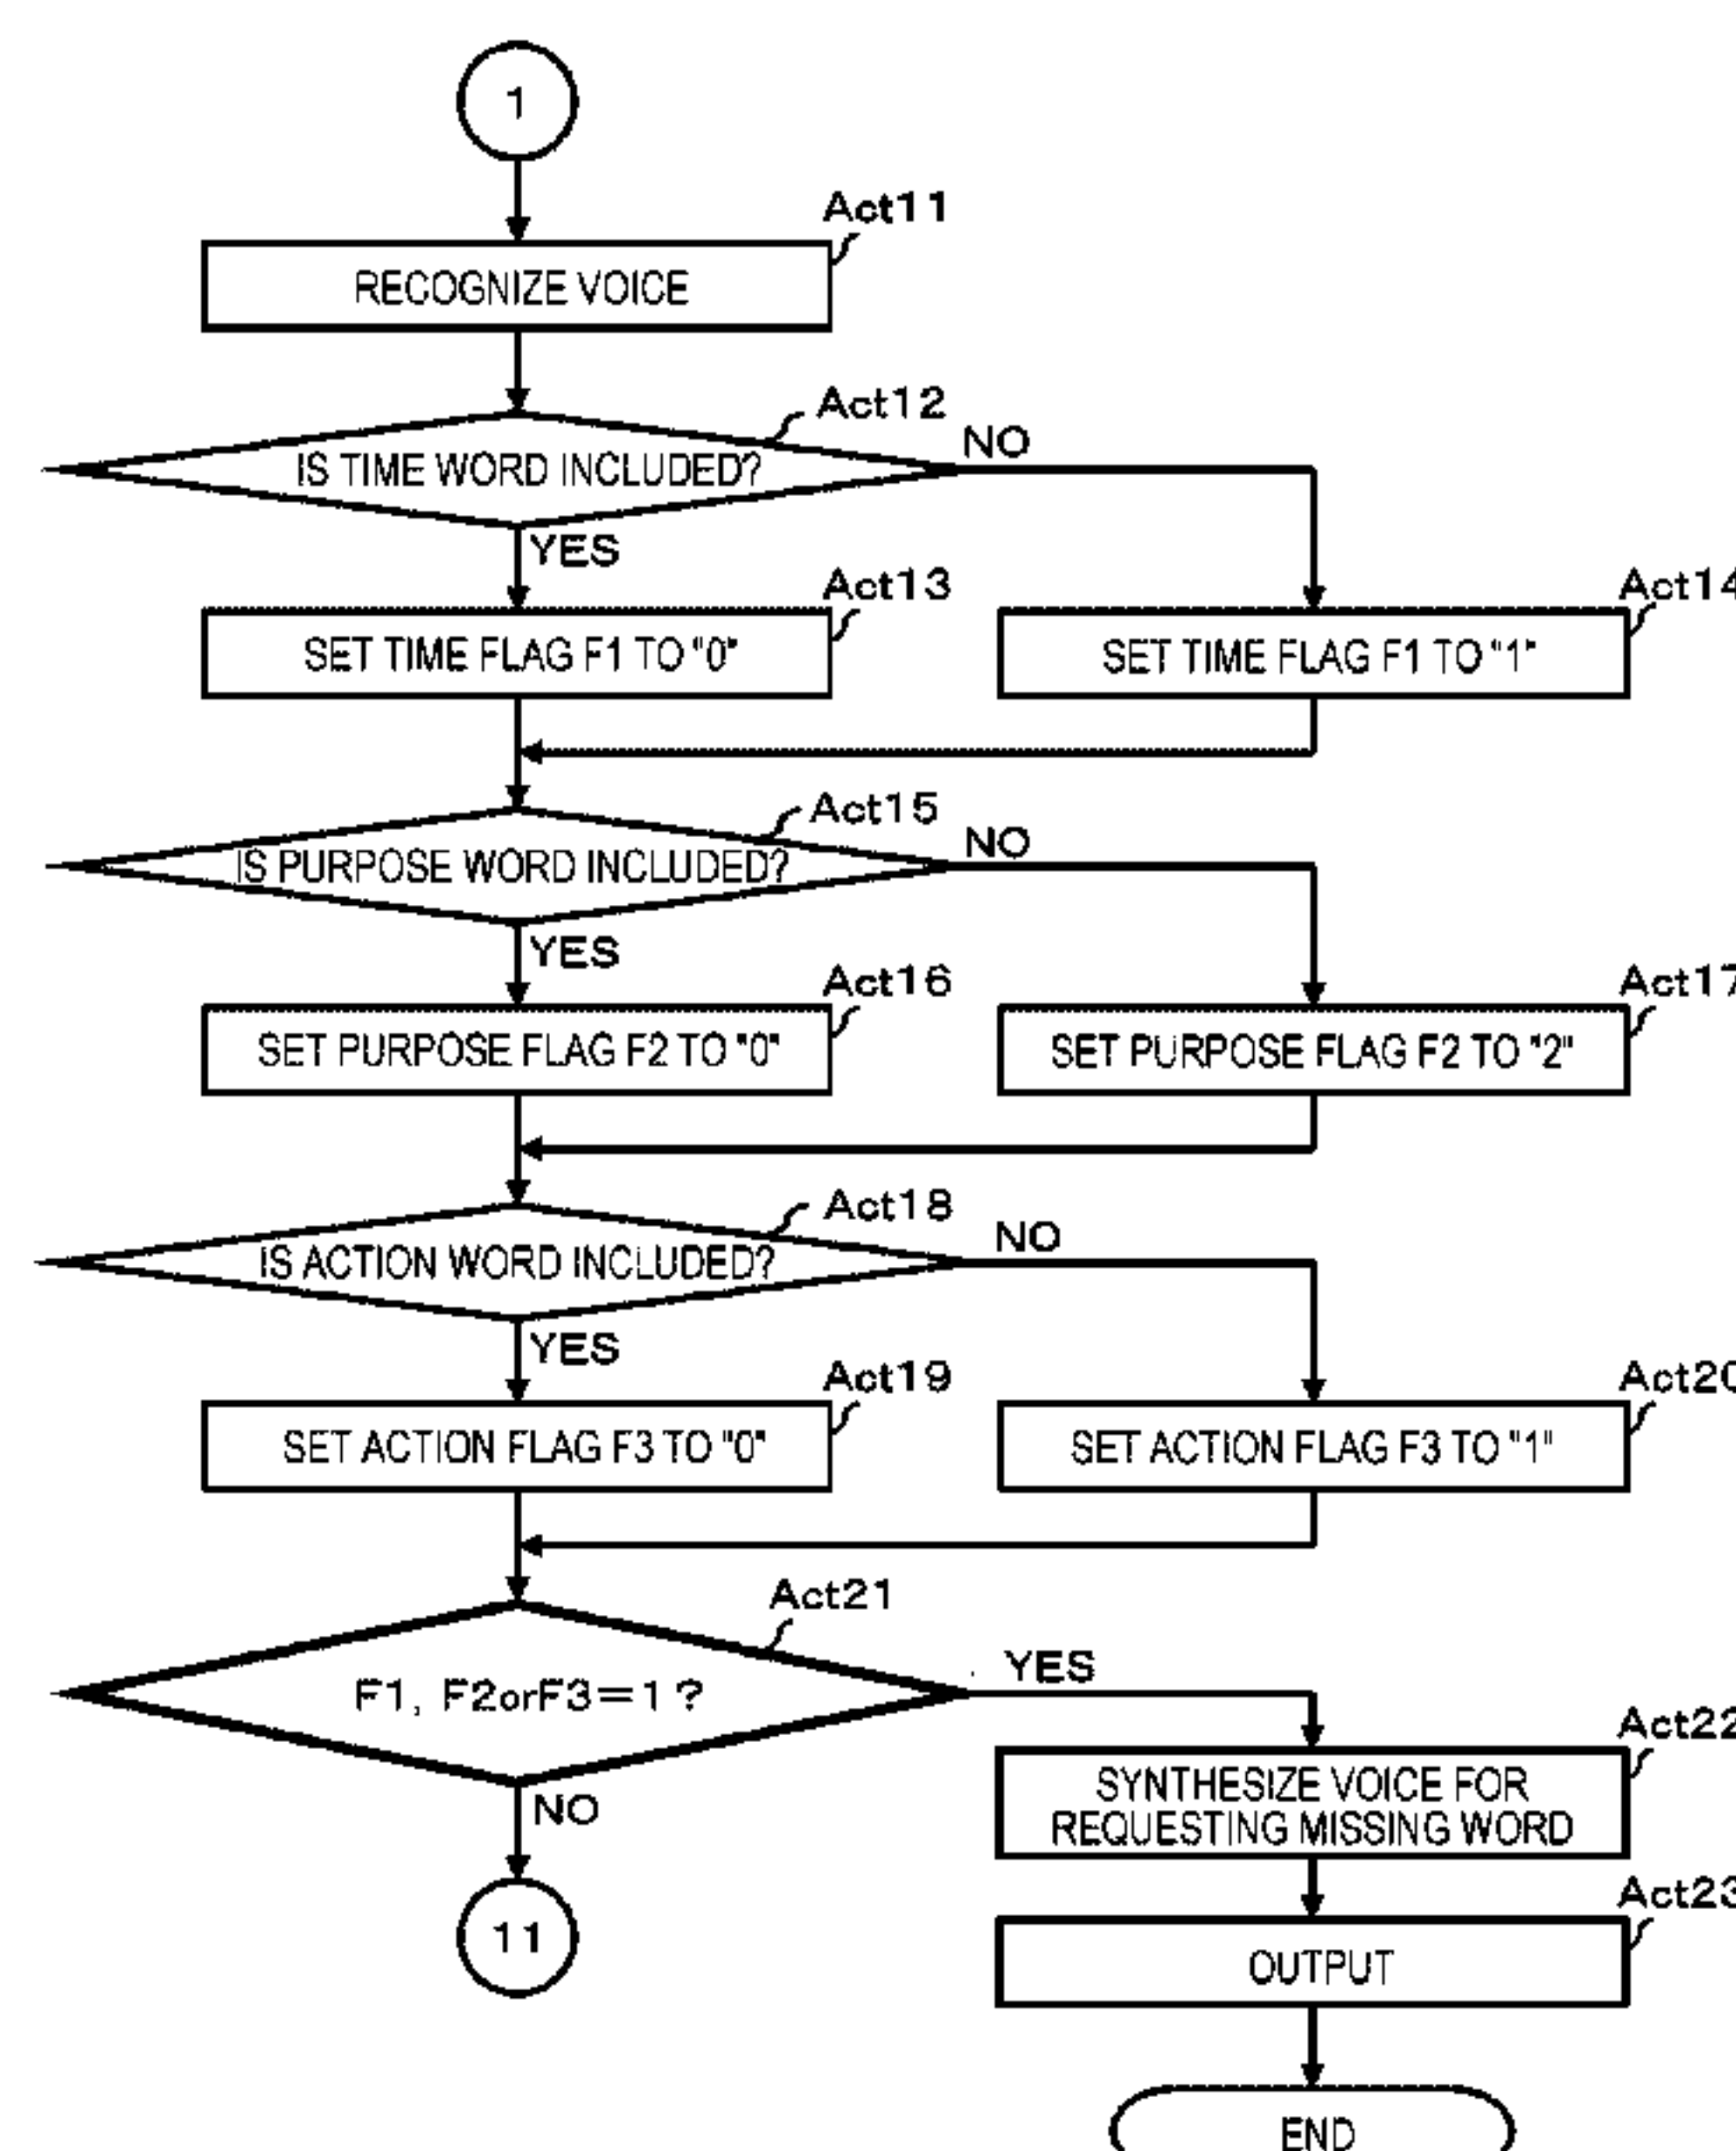 1
Act11
RECOGNIZE VOICE
Act12
IS TIME WORD INCLUDED?
NO
YES
Act13
SET TIME FLAG F1 TO "0"
Act14
SET TIME FLAG F1 TO "1"
Act15
IS PURPOSE WORD INCLUDED?
NO
YES
Act16
SET PURPOSE FLAG F2 TO "0"
Act17
SET PURPOSE FLAG F2 TO "2"
Act18
IS ACTION WORD INCLUDED?
NO
YES
Act19
SET ACTION FLAG F3 TO "0"
Act20
SET ACTION FLAG F3 TO "1"
Act21
F1, F2orF3=1?
YES
NO
Act22
SYNTHESIZE VOICE FOR
REQUESTING MISSING WORD
11
Act23
OUTPUT
END